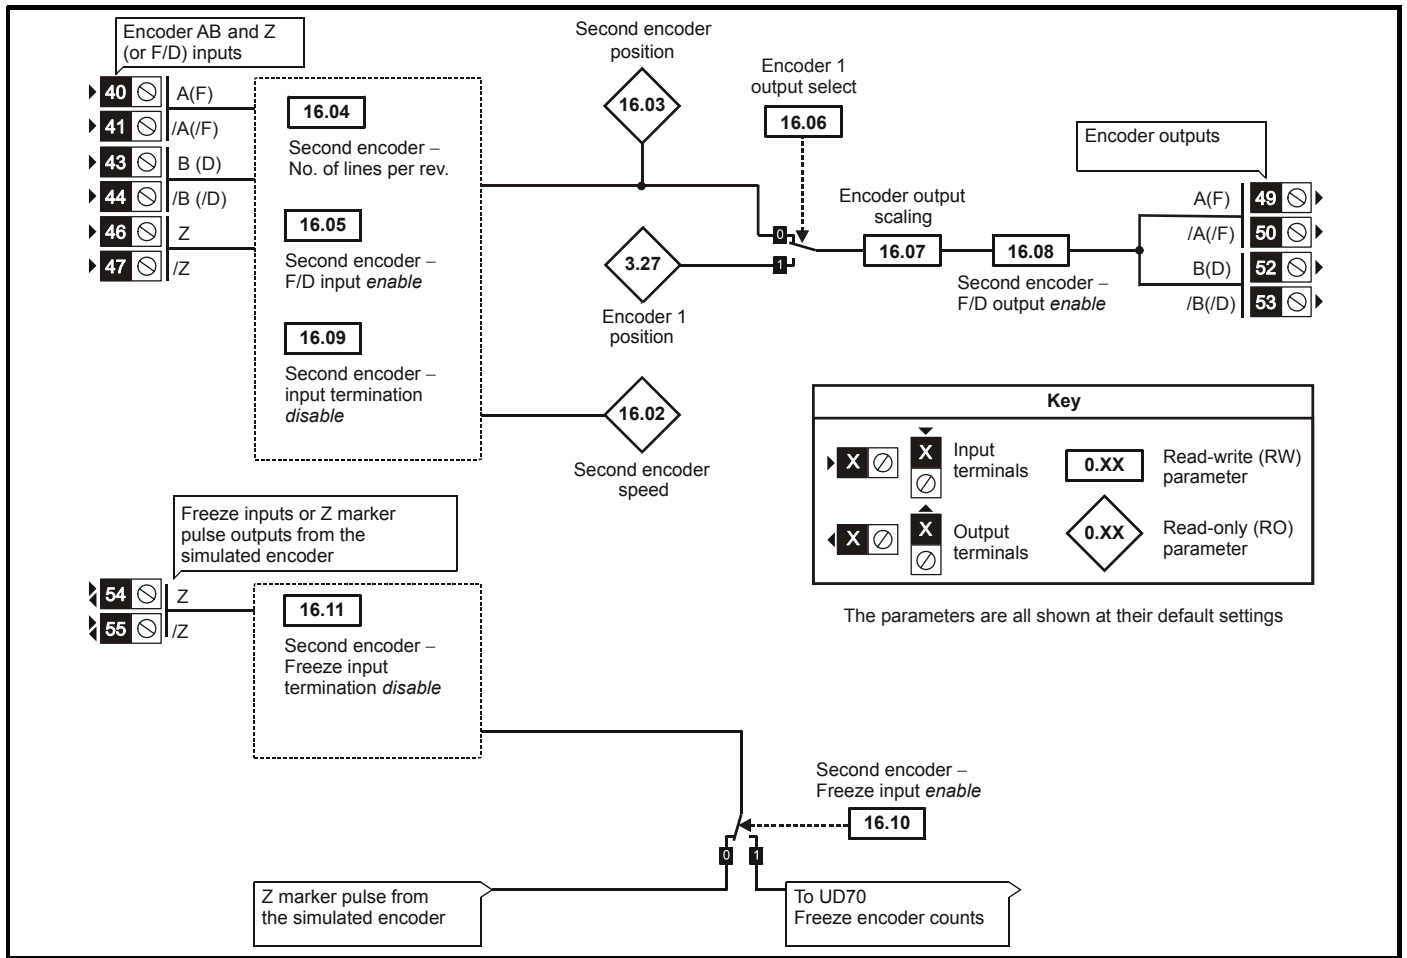 Encoder AB and Z
(or F/D) inputs
40
A(F)
41
/A(/F)
43
B (D)
44
/B (/D)
46
Z
47
/Z
16.04
Second encoder –
No. of lines per rev.
16.05
Second encoder –
F/D input enable
16.09
Second encoder –
input termination
disable
Second encoder
position
16.03
3.27
Encoder 1
position
16.02
Second encoder
speed
Encoder 1
output select
16.06
0
1
Encoder output
scaling
16.07
16.08
Second encoder –
F/D output enable
Encoder outputs
A(F)
49
/A(/F)
50
B(D)
52
/B(/D)
53
Key
X
X
Input
terminals
0.XX
Read-write (RW)
parameter
X
X
Output
terminals
0.XX
Read-only (RO)
parameter
The parameters are all shown at their default settings
Freeze inputs or Z marker
pulse outputs from the
simulated encoder
54
Z
55
/Z
16.11
Second encoder –
Freeze input
termination disable
Second encoder –
Freeze input enable
16.10
0
1
Z marker pulse from
the simulated encoder
To UD70
Freeze encoder counts